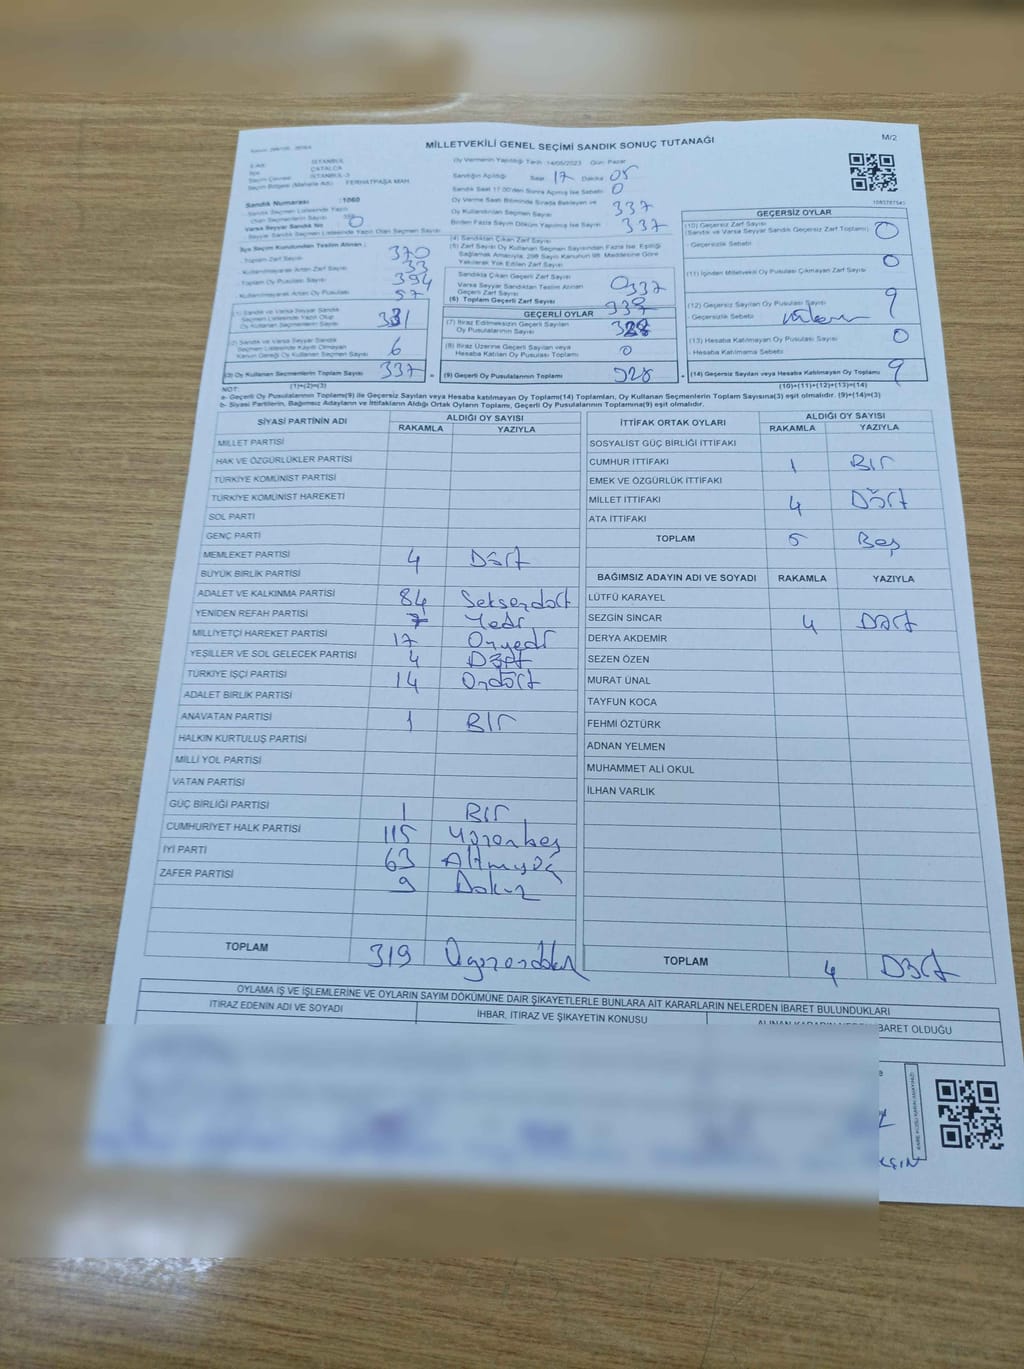 MİLLETVEKİLİ GENEL SEÇİMİ SANDIK SONUÇ TUTANAĞI
M/2
İSTANBUL
ÇATALCA
İSTANBUL-3
Seçim Bölgesi (Mahalle Adı) : FERHATPAŞA MAH.
Sandık Numarası :1060
- Sandık Seçmen Listesinde Yazılı
Olan Seçmenlerin Sayısı
Varsa Seyyar Sandık No 0
Seyyar Sandık Seçmen Listesinde Yazılı Olan Seçmen Sayısı
Oy Vermenin Yapıldığı Tarih :14/05/2023 Gün: Pazar
Sandığın Açıldığı Saat 17 Dakika 05
Sandık Saat 17.00'den Sonra Açılmış İse Sebebi 0
Oy Verme Saati Bitiminde Sırada Bekleyen ve
Oy Kullandırılan Seçmen Sayısı 337
Birden Fazla Sayım Döküm Yapılmış İse Sayısı 337
İlçe Seçim Kurulundan Teslim Alınan ;
- Toplam Zarf Sayısı 370
- Kullanılmayarak Artan Zarf Sayısı 33
- Toplam Oy Pusulası Sayısı 394
- Kullanılmayarak Artan Oy Pusulası 57
(1) Sandık ve Varsa Seyyar Sandık
Seçmen Listesinde Yazılı Olup
Oy Kullanan Seçmenlerin Sayısı 331
(2) Sandık ve Varsa Seyyar Sandık
Seçmen Listesinde Kayıtlı Olmayan
Kanun Gereği Oy Kullanan Seçmen Sayısı 6
(3) Oy Kullanan Seçmenlerin Toplam Sayısı 337
(4) Sandıktan Çıkan Zarf Sayısı
(5) Zarf Sayısı Oy Kullanan Seçmen Sayısından Fazla İse, Eşitliği
Sağlamak Amacıyla, 298 Sayılı Kanunun 98. Maddesine Göre
Yakılarak Yok Edilen Zarf Sayısı
Sandıkta Çıkan Geçerli Zarf Sayısı
Varsa Seyyar Sandıktan Teslim Alınan
Geçerli Zarf Sayısı 0 337
(6) Toplam Geçerli Zarf Sayısı
GEÇERLİ OYLAR
(7) İtiraz Edilmeksizin Geçerli Sayılan
Oy Pusulalarının Sayısı 328
(8) İtiraz Üzerine Geçerli Sayılan veya
Hesaba Katılan Oy Pusulası Toplamı 0
(9) Geçerli Oy Pusulalarının Toplamı 328
GEÇERSİZ OYLAR
(10) Geçersiz Zarf Sayısı
(Sandık ve Varsa Seyyar Sandık Geçersiz Zarf Toplamı) 0
- Geçersizlik Sebebi
(11) İçinden Milletvekili Oy Pusulası Çıkmayan Zarf Sayısı 0
(12) Geçersiz Sayılan Oy Pusulası Sayısı 9
- Geçersizlik Sebebi
(13) Hesaba Katılmayan Oy Pusulası Sayısı 0
- Hesaba Katılmama Sebebi
(14) Geçersiz Sayılan veya Hesaba Katılmayan Oy Toplamı 9
NOT: (1)+(2)=(3) (10)+(11)+(12)+(13)=(14)
a- Geçerli Oy Pusulalarının Toplamı(9) ile Geçersiz Sayılan veya Hesaba Katılmayan Oy Toplamı(14) Toplamları, Oy Kullanan Seçmenlerin Toplam Sayısına(3) eşit olmalıdır. (9)+(14)=(3)
b- Siyasi Partilerin, Bağımsız Adayların ve İttifakların Aldığı Ortak Oyların Toplamı, Geçerli Oy Pusulalarının Toplamına(9) eşit olmalıdır.
SİYASİ PARTİNİN ADI ALDIĞI OY SAYISI
RAKAMLA YAZIYLA
MİLLET PARTİSİ
HAK VE ÖZGÜRLÜKLER PARTİSİ
TÜRKİYE KOMÜNİST PARTİSİ
TÜRKİYE KOMÜNİST HAREKETİ
SOL PARTİ
GENÇ PARTİ
MEMLEKET PARTİSİ 4 Dört
BÜYÜK BİRLİK PARTİSİ
ADALET VE KALKINMA PARTİSİ 84 Seksendört
YENİDEN REFAH PARTİSİ 7 Yedi
MİLLİYETÇİ HAREKET PARTİSİ 17 Onyedi
YEŞİLLER VE SOL GELECEK PARTİSİ 4 Dört
TÜRKİYE İŞÇİ PARTİSİ 14 Ondört
ADALET BİRLİK PARTİSİ
ANAVATAN PARTİSİ 1 Bir
HALKIN KURTULUŞ PARTİSİ
MİLLİ YOL PARTİSİ
VATAN PARTİSİ
GÜÇ BİRLİĞİ PARTİSİ 1 Bir
CUMHURİYET HALK PARTİSİ 115 Yüzonbeş
İYİ PARTİ 63 Altmışüç
ZAFER PARTİSİ 9 Dokuz
TOPLAM 319 Üçyüzondokuz
İTTİFAK ORTAK OYLARI ALDIĞI OY SAYISI
RAKAMLA YAZIYLA
SOSYALİST GÜÇ BİRLİĞİ İTTİFAKI
CUMHUR İTTİFAKI 1 Bir
EMEK VE ÖZGÜRLÜK İTTİFAKI
MİLLET İTTİFAKI 4 Dört
ATA İTTİFAKI
TOPLAM 5 Beş
BAĞIMSIZ ADAYIN ADI VE SOYADI RAKAMLA YAZIYLA
LÜTFÜ KARAYEL
SEZGİN SİNCAR 4 Dört
DERYA AKDEMİR
SEZEN ÖZEN
MURAT ÜNAL
TAYFUN KOCA
FEHMİ ÖZTÜRK
ADNAN YELMEN
MUHAMMET ALİ OKUL
İLHAN VARLIK
TOPLAM 4 Dört
OYLAMA İŞ VE İŞLEMLERİNE VE OYLARIN SAYIM DÖKÜMÜNE DAİR ŞİKAYETLERLE BUNLARA AİT KARARLARIN NELERDEN İBARET BULUNDUKLARI
İTİRAZ EDENİN ADI VE SOYADI İHBAR, İTİRAZ VE ŞİKAYETİN KONUSU
BARET OLDUĞU